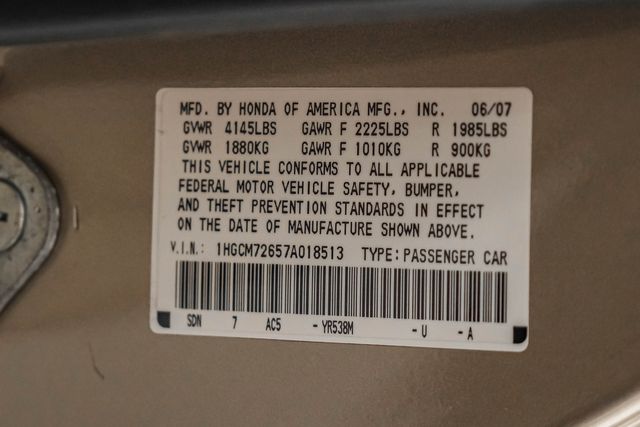 MFD. BY HONDA OF AMERICA MFG., INC. 06/07
GVWR 4145LBS GAWR F 2225LBS R 1985LBS
GVWR 1880KG GAWR F 1010KG R 900KG
THIS VEHICLE CONFORMS TO ALL APPLICABLE
FEDERAL MOTOR VEHICLE SAFETY, BUMPER,
AND THEFT PREVENTION STANDARDS IN EFFECT
ON THE DATE OF MANUFACTURE SHOWN ABOVE.
V.I.N.: 1HGCM72657A018513 TYPE: PASSENGER CAR
SDN 7 AC5 -YR538M -U -A